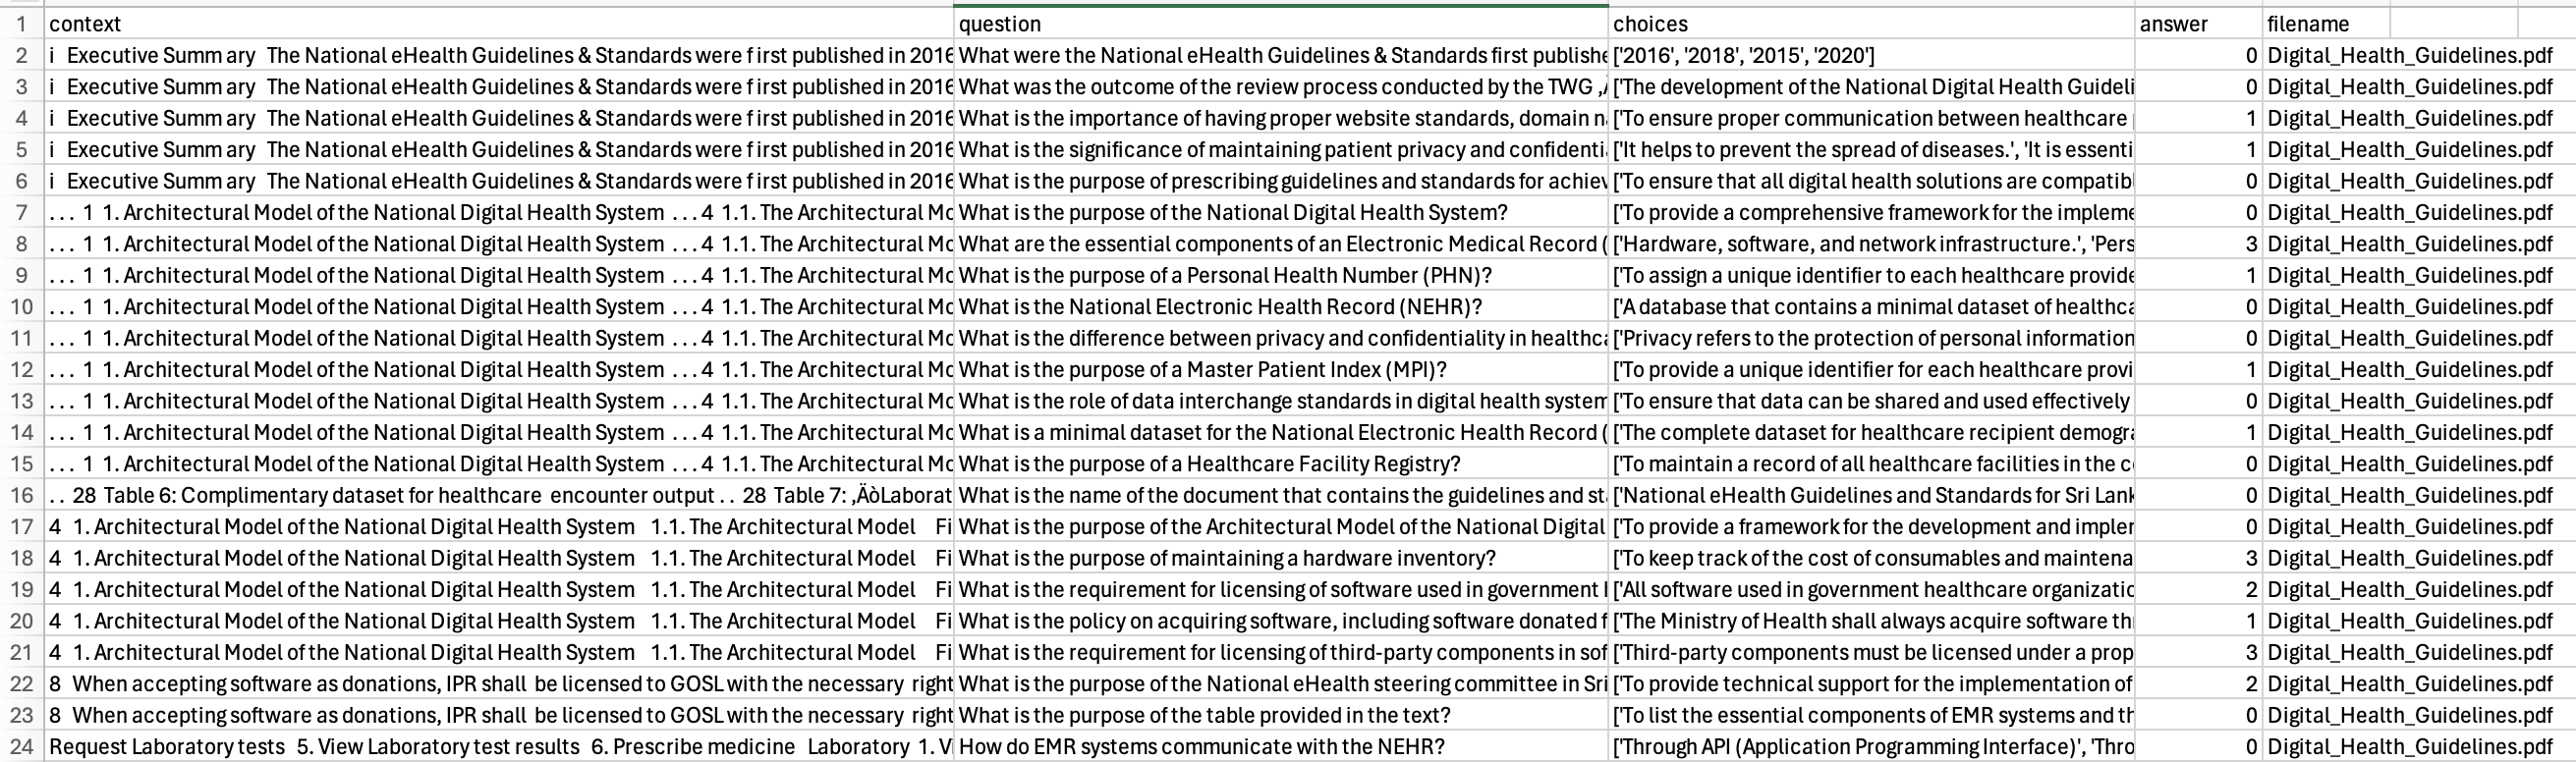 1 context question choices answer filename
2 i Executive Summ ary The National eHealth Guidelines & Standards were f irst published in 2016 What were the National eHealth Guidelines & Standards first publishe ['2016', '2018', '2015', '2020'] 0 Digital_Health_Guidelines.pdf
3 i Executive Summ ary The National eHealth Guidelines & Standards were f irst published in 2016 What was the outcome of the review process conducted by the TWG ‚Ä ['The development of the National Digital Health Guideli 0 Digital_Health_Guidelines.pdf
4 i Executive Summ ary The National eHealth Guidelines & Standards were f irst published in 2016 What is the importance of having proper website standards, domain n ['To ensure proper communication between healthcare 1 Digital_Health_Guidelines.pdf
5 i Executive Summ ary The National eHealth Guidelines & Standards were f irst published in 2016 What is the significance of maintaining patient privacy and confidenti ['It helps to prevent the spread of diseases.', 'It is essenti 1 Digital_Health_Guidelines.pdf
6 i Executive Summ ary The National eHealth Guidelines & Standards were f irst published in 2016 What is the purpose of prescribing guidelines and standards for achiev ['To ensure that all digital health solutions are compatibl 0 Digital_Health_Guidelines.pdf
7 . . . 1 1. Architectural Model of the National Digital Health System . . . 4 1.1. The Architectural Mo What is the purpose of the National Digital Health System? ['To provide a comprehensive framework for the impleme 0 Digital_Health_Guidelines.pdf
8 . . . 1 1. Architectural Model of the National Digital Health System . . . 4 1.1. The Architectural Mo What are the essential components of an Electronic Medical Record ( ['Hardware, software, and network infrastructure.', 'Pers 3 Digital_Health_Guidelines.pdf
9 . . . 1 1. Architectural Model of the National Digital Health System . . . 4 1.1. The Architectural Mo What is the purpose of a Personal Health Number (PHN)? ['To assign a unique identifier to each healthcare provide 1 Digital_Health_Guidelines.pdf
10 . . . 1 1. Architectural Model of the National Digital Health System . . . 4 1.1. The Architectural Mo What is the National Electronic Health Record (NEHR)? ['A database that contains a minimal dataset of healthca 0 Digital_Health_Guidelines.pdf
11 . . . 1 1. Architectural Model of the National Digital Health System . . . 4 1.1. The Architectural Mo What is the difference between privacy and confidentiality in healthca ['Privacy refers to the protection of personal information 0 Digital_Health_Guidelines.pdf
12 . . . 1 1. Architectural Model of the National Digital Health System . . . 4 1.1. The Architectural Mo What is the purpose of a Master Patient Index (MPI)? ['To provide a unique identifier for each healthcare provi 1 Digital_Health_Guidelines.pdf
13 . . . 1 1. Architectural Model of the National Digital Health System . . . 4 1.1. The Architectural Mo What is the role of data interchange standards in digital health system ['To ensure that data can be shared and used effectively 0 Digital_Health_Guidelines.pdf
14 . . . 1 1. Architectural Model of the National Digital Health System . . . 4 1.1. The Architectural Mo What is a minimal dataset for the National Electronic Health Record ( ['The complete dataset for healthcare recipient demogra 1 Digital_Health_Guidelines.pdf
15 . . . 1 1. Architectural Model of the National Digital Health System . . . 4 1.1. The Architectural Mo What is the purpose of a Healthcare Facility Registry? ['To maintain a record of all healthcare facilities in the c 0 Digital_Health_Guidelines.pdf
16 . . 28 Table 6: Complimentary dataset for healthcare encounter output . . 28 Table 7: ‚ÄòLaborat What is the name of the document that contains the guidelines and st ['National eHealth Guidelines and Standards for Sri Lank 0 Digital_Health_Guidelines.pdf
17 4 1. Architectural Model of the National Digital Health System 1.1. The Architectural Model Fi What is the purpose of the Architectural Model of the National Digital ['To provide a framework for the development and implem 0 Digital_Health_Guidelines.pdf
18 4 1. Architectural Model of the National Digital Health System 1.1. The Architectural Model Fi What is the purpose of maintaining a hardware inventory? ['To keep track of the cost of consumables and maintena 3 Digital_Health_Guidelines.pdf
19 4 1. Architectural Model of the National Digital Health System 1.1. The Architectural Model Fi What is the requirement for licensing of software used in government ['All software used in government healthcare organizatio 2 Digital_Health_Guidelines.pdf
20 4 1. Architectural Model of the National Digital Health System 1.1. The Architectural Model Fi What is the policy on acquiring software, including software donated f ['The Ministry of Health shall always acquire software thr 1 Digital_Health_Guidelines.pdf
21 4 1. Architectural Model of the National Digital Health System 1.1. The Architectural Model Fi What is the requirement for licensing of third-party components in sof ['Third-party components must be licensed under a prop 3 Digital_Health_Guidelines.pdf
22 8 When accepting software as donations, IPR shall be licensed to GOSL with the necessary right What is the purpose of the National eHealth steering committee in Sri ['To provide technical support for the implementation of 2 Digital_Health_Guidelines.pdf
23 8 When accepting software as donations, IPR shall be licensed to GOSL with the necessary right What is the purpose of the table provided in the text? ['To list the essential components of EMR systems and th 0 Digital_Health_Guidelines.pdf
24 Request Laboratory tests 5. View Laboratory test results 6. Prescribe medicine Laboratory 1. Vi How do EMR systems communicate with the NEHR? ['Through API (Application Programming Interface)', 'Thro 0 Digital_Health_Guidelines.pdf